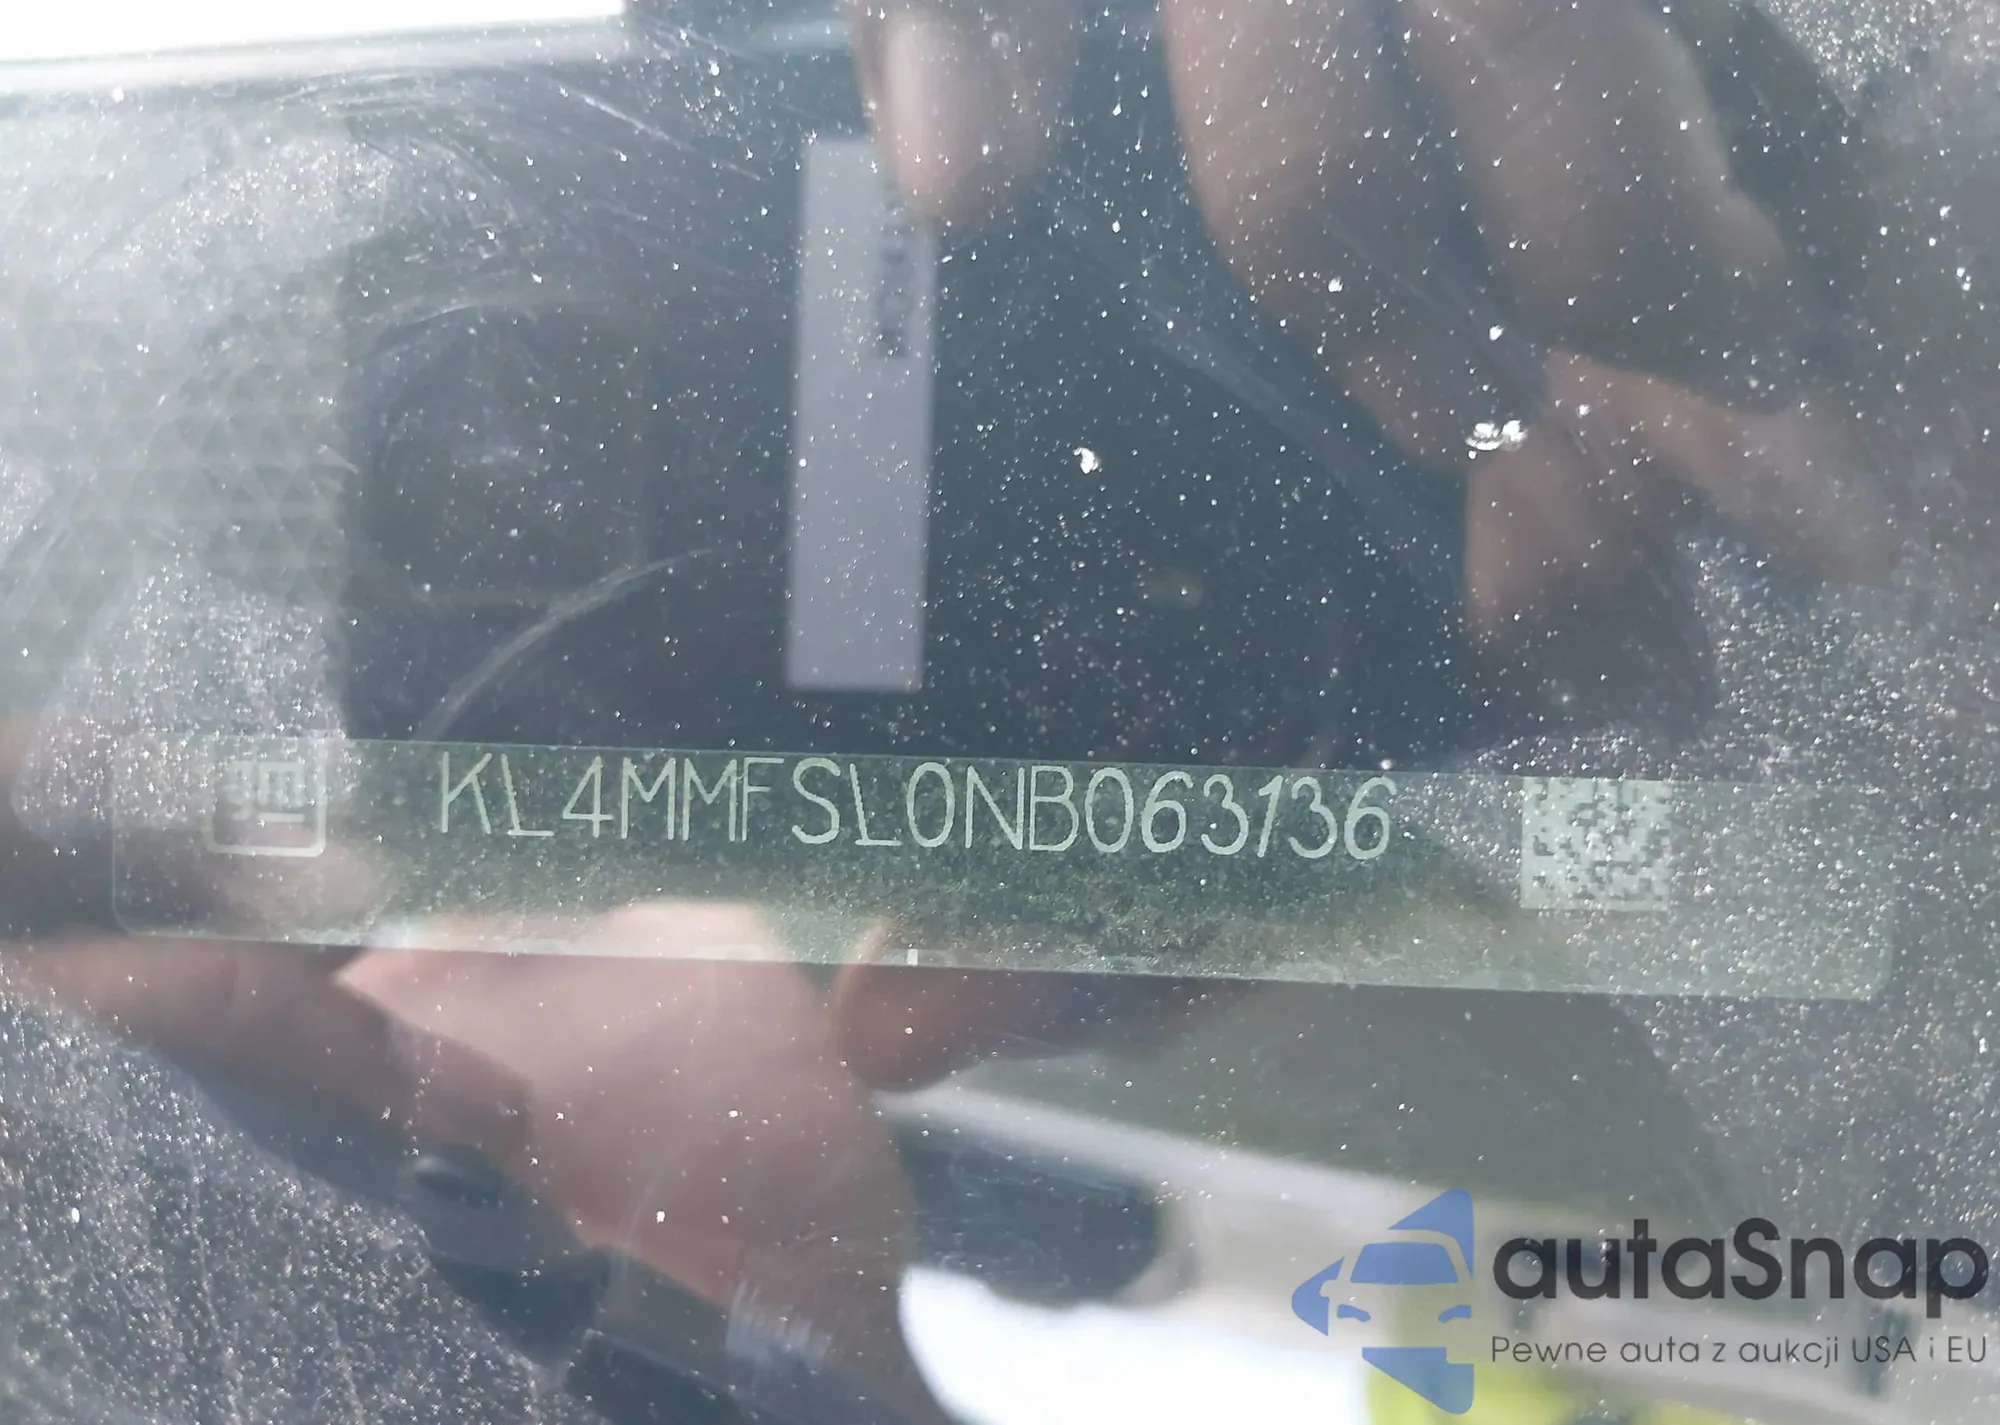 GM
KL4MMFSL0NB063136
autaSnap
Pewne auta z aukcji USA i EU